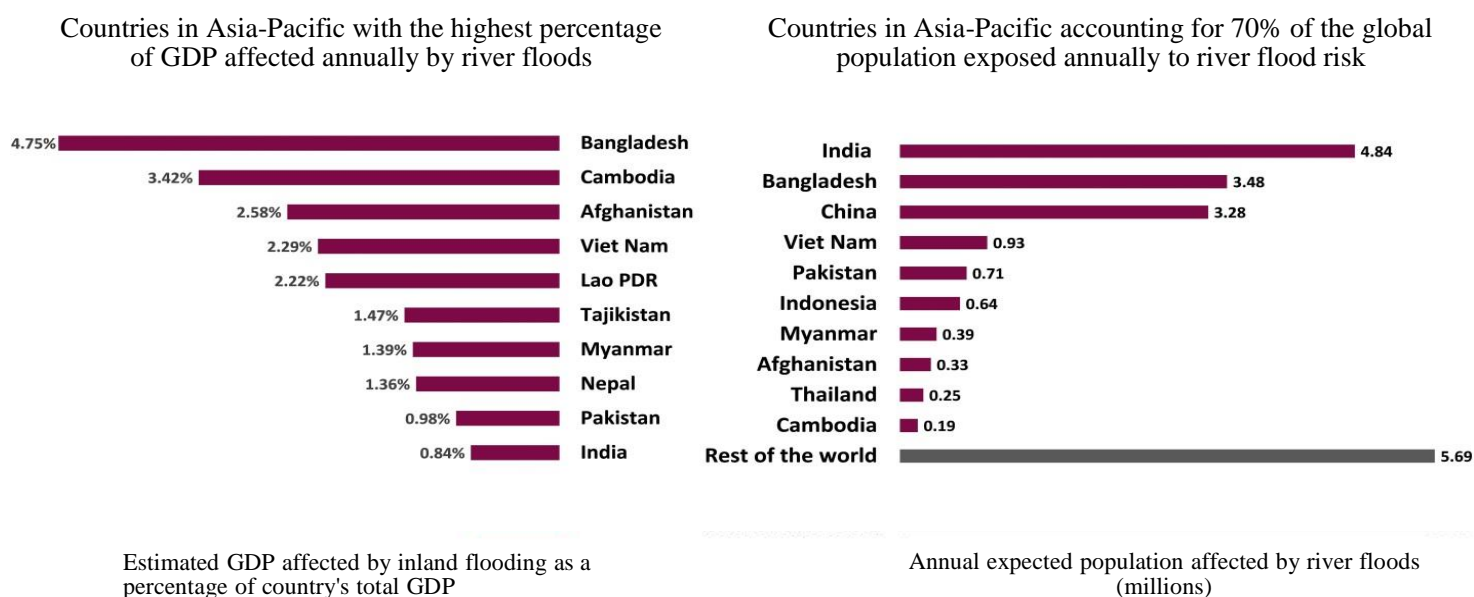 Countries in Asia-Pacific with the highest percentage
of GDP affected annually by river floods
4.75% Bangladesh
3.42% Cambodia
2.58% Afghanistan
2.29% Viet Nam
2.22% Lao PDR
1.47% Tajikistan
1.39% Myanmar
1.36% Nepal
0.98% Pakistan
0.84% India
Estimated GDP affected by inland flooding as a
percentage of country's total GDP
Countries in Asia-Pacific accounting for 70% of the global
population exposed annually to river flood risk
India 4.84
Bangladesh 3.48
China 3.28
Viet Nam 0.93
Pakistan 0.71
Indonesia 0.64
Myanmar 0.39
Afghanistan 0.33
Thailand 0.25
Cambodia 0.19
Rest of the world 5.69
Annual expected population affected by river floods
(millions)